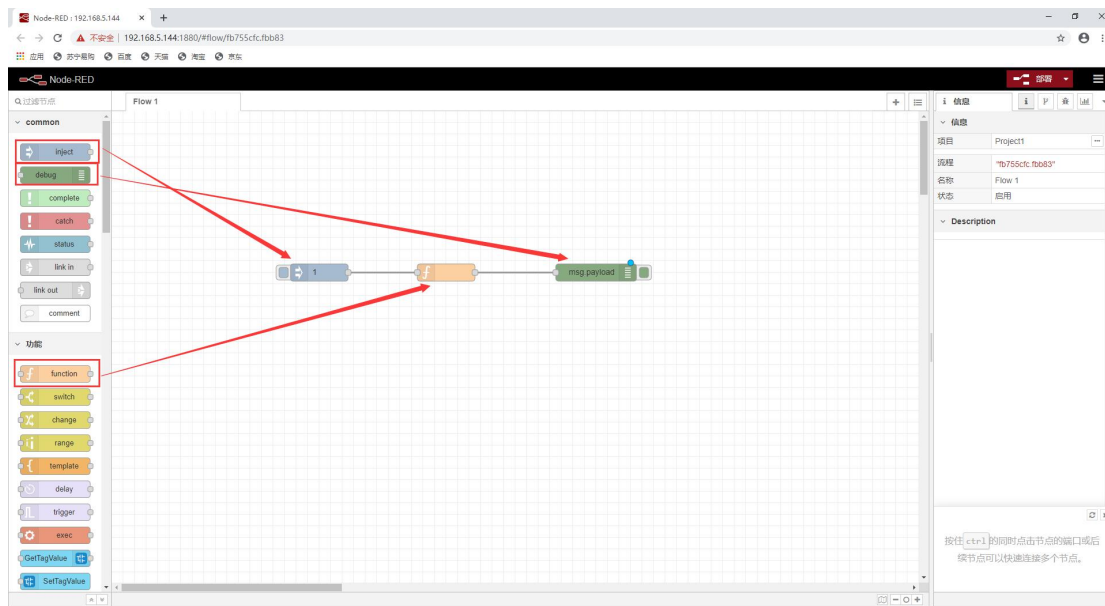 Node-RED : 192.168.5.144
不安全 | 192.168.5.144:1880/#flow/fb755cfc.fbb83
应用 苏宁易购 百度 天猫 淘宝 京东
Node-RED 部署
过滤节点 Flow 1 i 信息
common
inject
debug
complete
catch
status
link in
link out
comment
功能
function
switch
change
range
template
delay
trigger
exec
GetTagValue
SetTagValue
1
msg.payload
信息
项目 Project1
流程 "fb755cfc.fbb83"
名称 Flow 1
状态 启用
Description
按住 ctrl 的同时点击节点的端口或后
续节点可以快速连接多个节点。